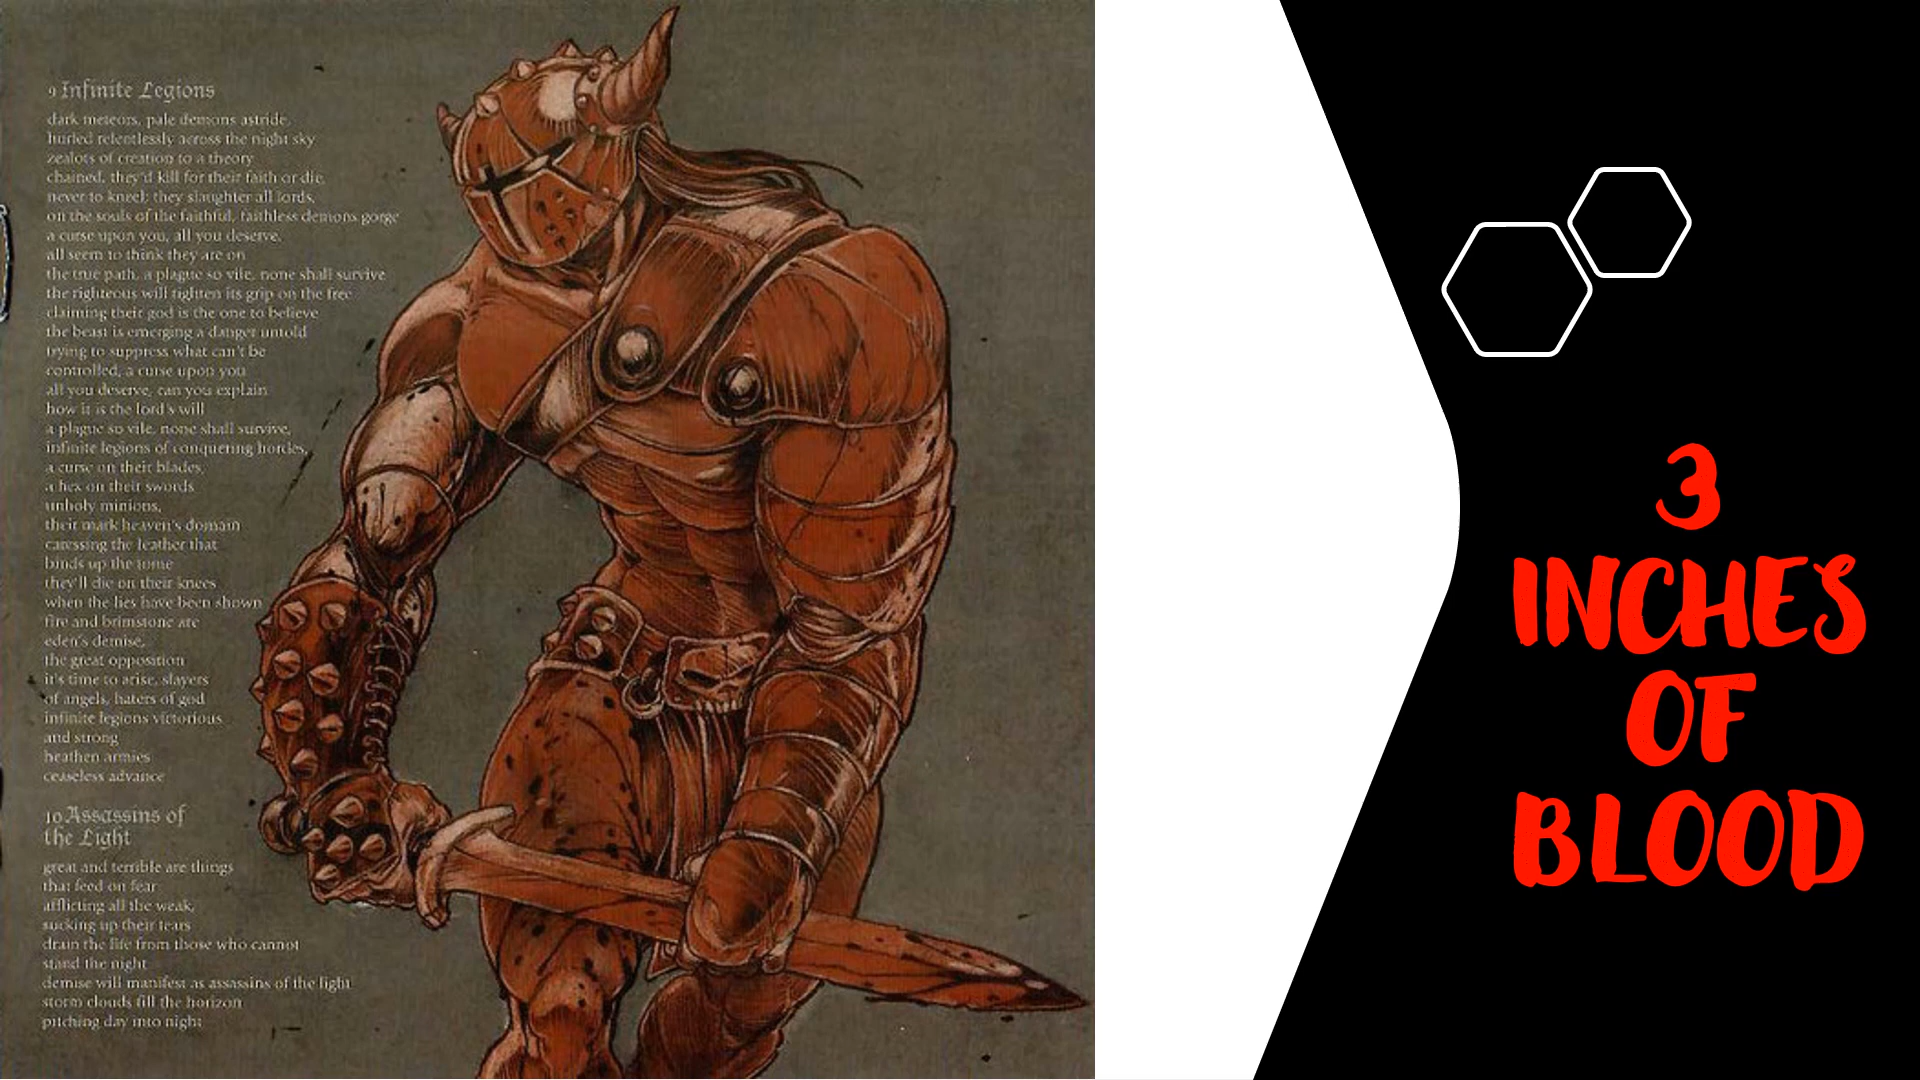 9 Infinite Legions
dark meteors, pale demons astride,
hurled relentlessly across the night sky
zealots of creation to a theory
chained, they'd kill for their faith or die,
never to kneel; they slaughter all lords,
on the souls of the faithful, faithless demons gorge
a curse upon you, all you deserve,
all seem to think they are on
the true path, a plague so vile, none shall survive
the righteous will tighten its grip on the free
claiming their god is the one to believe
the beast is emerging a danger untold
trying to suppress what can't be
controlled, a curse upon you
all you deserve, can you explain
how it is the lord's will
a plague so vile, none shall survive,
infinite legions of conquering hordes,
a curse on their blades,
a hex on their swords
unholy minions,
their mark heaven's domain
caressing the leather that
binds up the tome
they'll die on their knees
when the lies have been shown
fire and brimstone are
eden's demise,
the great opposition
it's time to arise, slayers
of angels, haters of god
infinite legions victorious
and strong
heathen armies
ceaseless advance
10 Assassins of
the Light
great and terrible are things
that feed on fear
afflicting all the weak,
sucking up their tears
drain the life from those who cannot
stand the night
demise will manifest as assassins of the light
storm clouds fill the horizon
pitching day into night
3
INCHES
OF
BLOOD